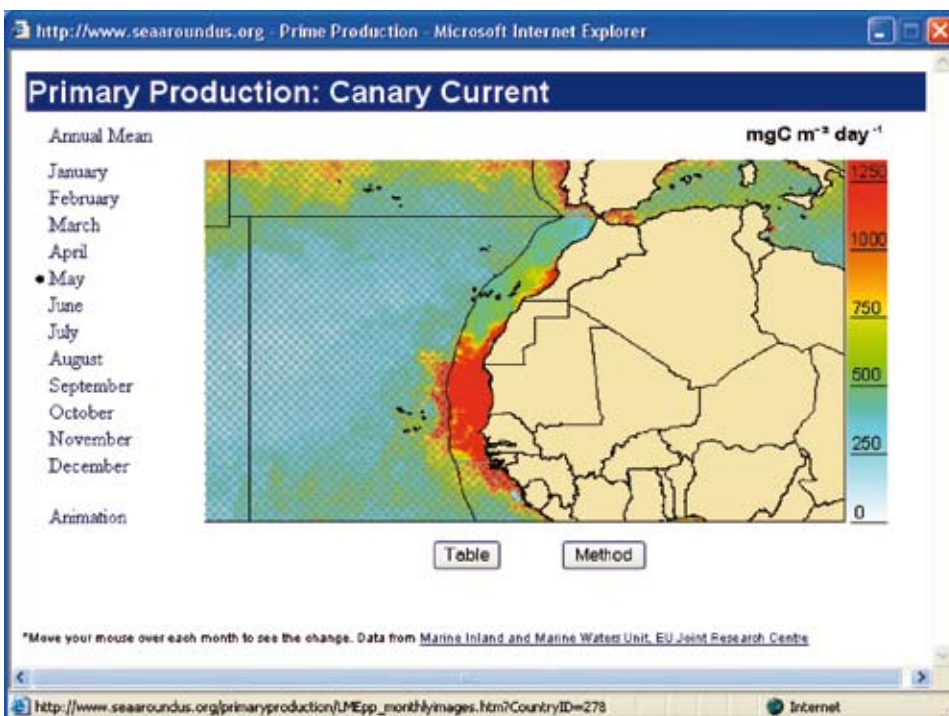 http://www.seaaroundus.org - Prime Production - Microsoft Internet Explorer
Primary Production: Canary Current
Annual Mean
mgC m⁻³ day⁻¹
January
February
March
April
May
June
July
August
September
October
November
December
Animation
1250
1000
750
500
250
0
Table
Method
*Move your mouse over each month to see the change. Data from Marine Inland and Marine Waters Unit, EU Joint Research Centre
http://www.seaaroundus.org/primaryproduction/LMEpp_monthlyimages.htm?CountryID=278
Internet